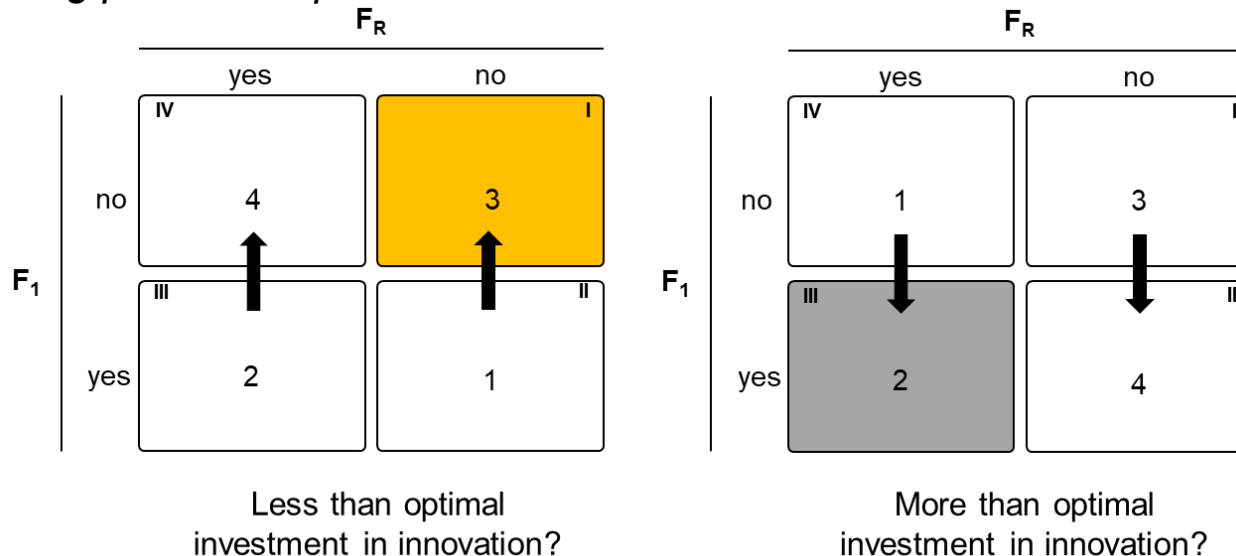 F_R
yes no
IV I
no 4 3
F_1
III II
yes 2 1
Less than optimal
investment in innovation?
F_R
yes no
IV
no 1 3
F_1
III
yes 2 4
More than optimal
investment in innovation?